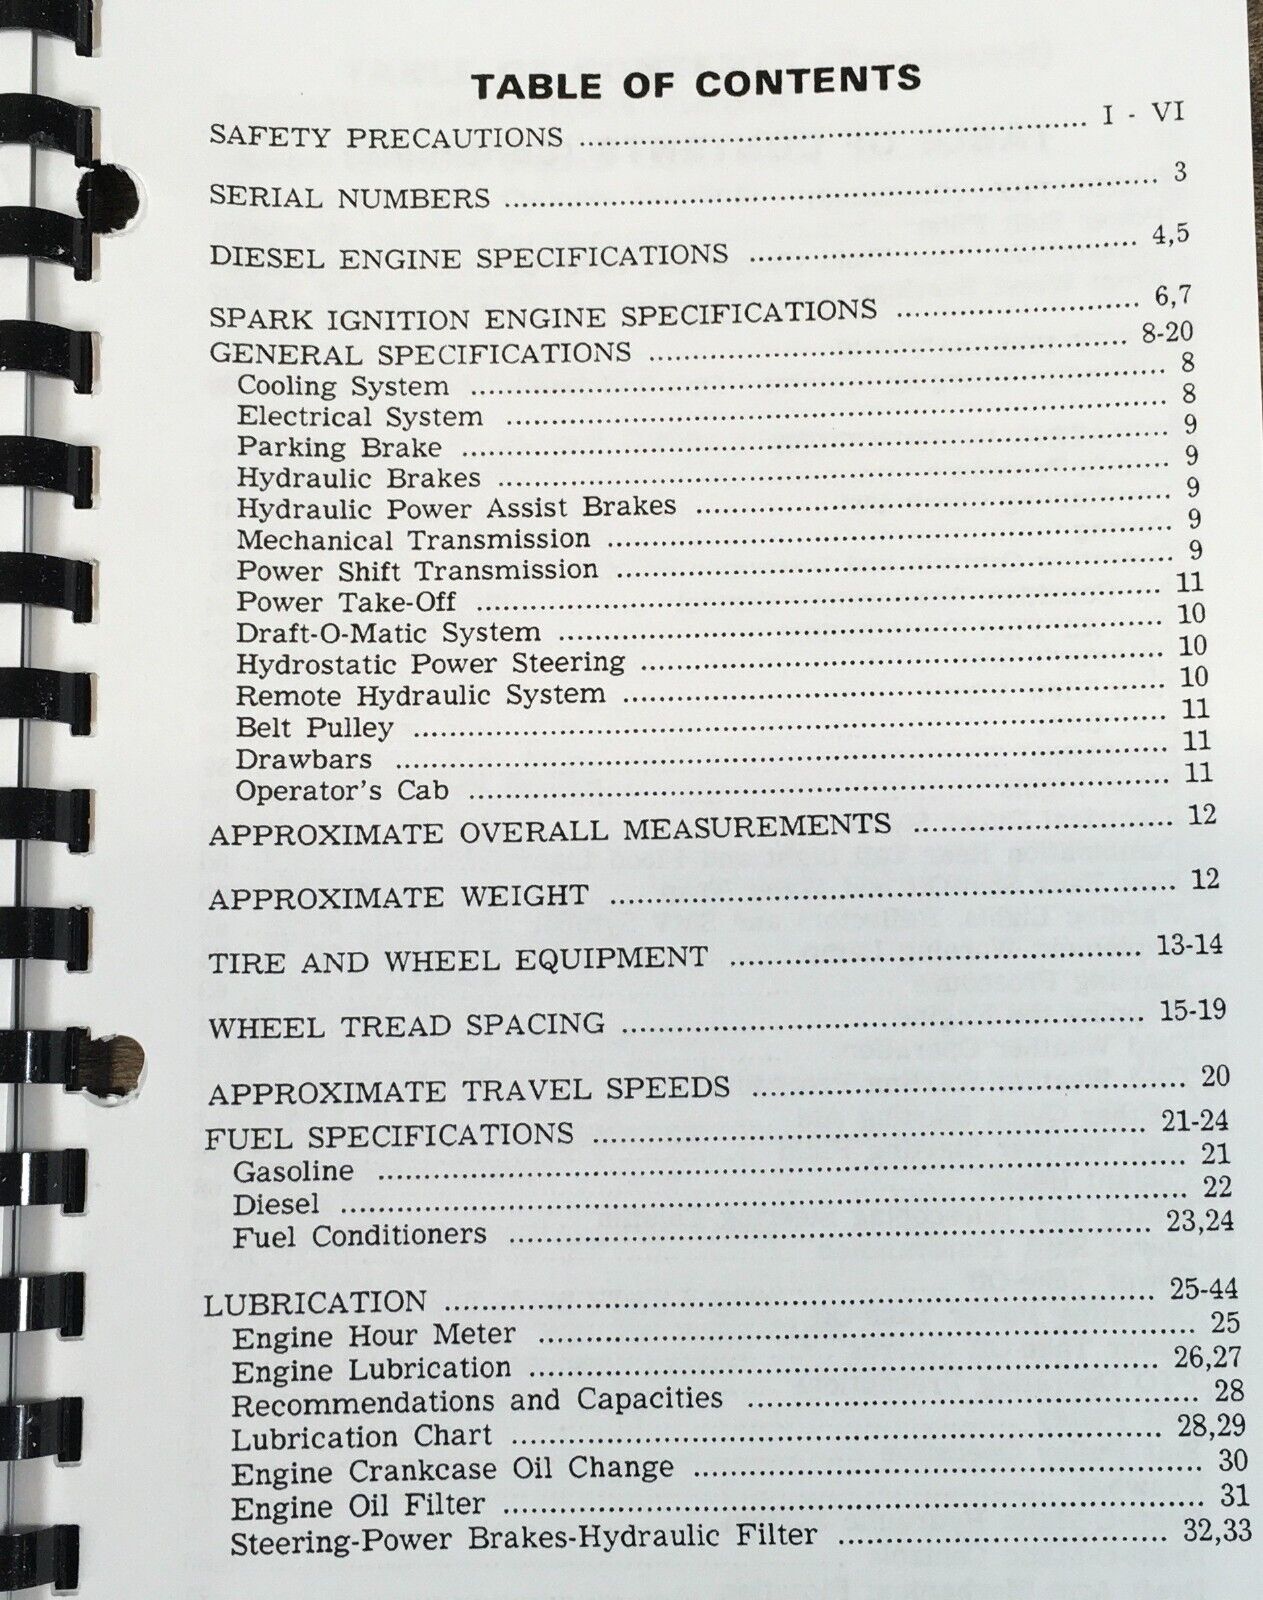 TABLE OF CONTENTS
SAFETY PRECAUTIONS ........ I - VI
SERIAL NUMBERS ........ 3
DIESEL ENGINE SPECIFICATIONS ........ 4,5
SPARK IGNITION ENGINE SPECIFICATIONS ........ 6,7
GENERAL SPECIFICATIONS ........ 8-20
Cooling System ........ 8
Electrical System ........ 8
Parking Brake ........ 9
Hydraulic Brakes ........ 9
Hydraulic Power Assist Brakes ........ 9
Mechanical Transmission ........ 9
Power Shift Transmission ........ 9
Power Take-Off ........ 11
Draft-O-Matic System ........ 10
Hydrostatic Power Steering ........ 10
Remote Hydraulic System ........ 10
Belt Pulley ........ 11
Drawbars ........ 11
Operator's Cab ........ 11
APPROXIMATE OVERALL MEASUREMENTS ........ 12
APPROXIMATE WEIGHT ........ 12
TIRE AND WHEEL EQUIPMENT ........ 13-14
WHEEL TREAD SPACING ........ 15-19
APPROXIMATE TRAVEL SPEEDS ........ 20
FUEL SPECIFICATIONS ........ 21-24
Gasoline ........ 21
Diesel ........ 22
Fuel Conditioners ........ 23,24
LUBRICATION ........ 25-44
Engine Hour Meter ........ 25
Engine Lubrication ........ 26,27
Recommendations and Capacities ........ 28
Lubrication Chart ........ 28,29
Engine Crankcase Oil Change ........ 30
Engine Oil Filter ........ 31
Steering-Power Brakes-Hydraulic Filter ........ 32,33